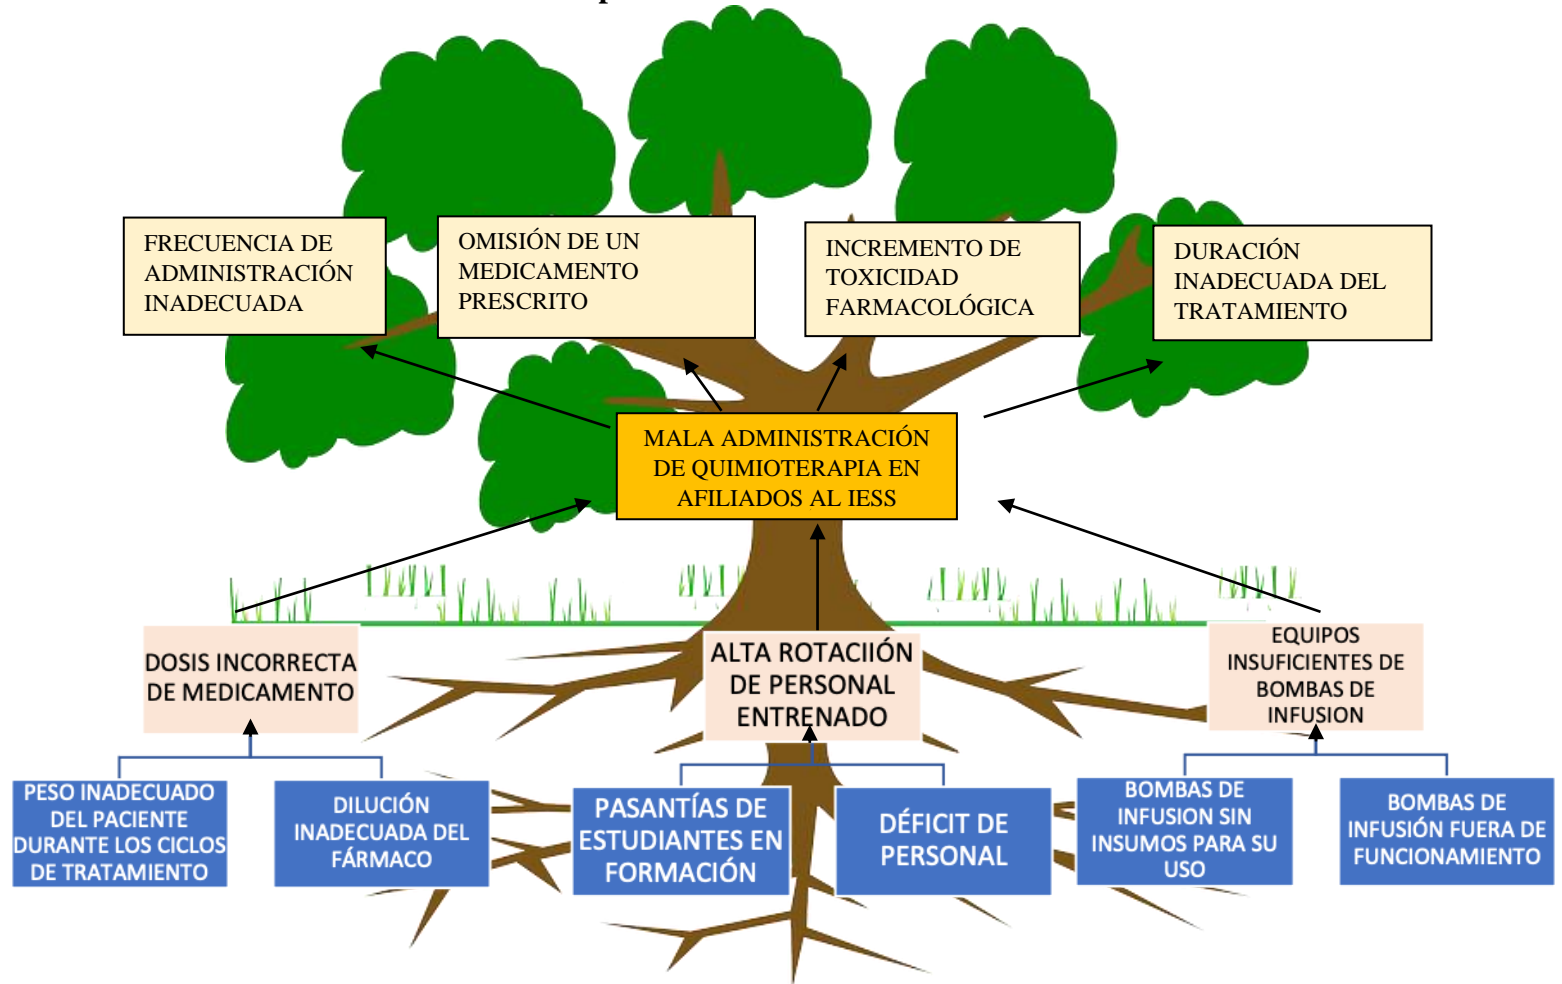 FRECUENCIA DE
ADMINISTRACIÓN
INADECUADA
OMISIÓN DE UN
MEDICAMENTO
PRESCRITO
INCREMENTO DE
TOXICIDAD
FARMACOLÓGICA
DURACIÓN
INADECUADA DEL
TRATAMIENTO
MALA ADMINISTRACIÓN
DE QUIMIOTERAPIA EN
AFILIADOS AL IESS
DOSIS INCORRECTA
DE MEDICAMENTO
ALTA ROTACIIÓN
DE PERSONAL
ENTRENADO
EQUIPOS
INSUFICIENTES DE
BOMBAS DE
INFUSION
PESO INADECUADO
DEL PACIENTE
DURANTE LOS CICLOS
DE TRATAMIENTO
DILUCIÓN
INADECUADA DEL
FÁRMACO
PASANTÍAS DE
ESTUDIANTES EN
FORMACIÓN
DÉFICIT DE
PERSONAL
BOMBAS DE
INFUSION SIN
INSUMOS PARA SU
USO
BOMBAS DE
INFUSIÓN FUERA DE
FUNCIONAMIENTO